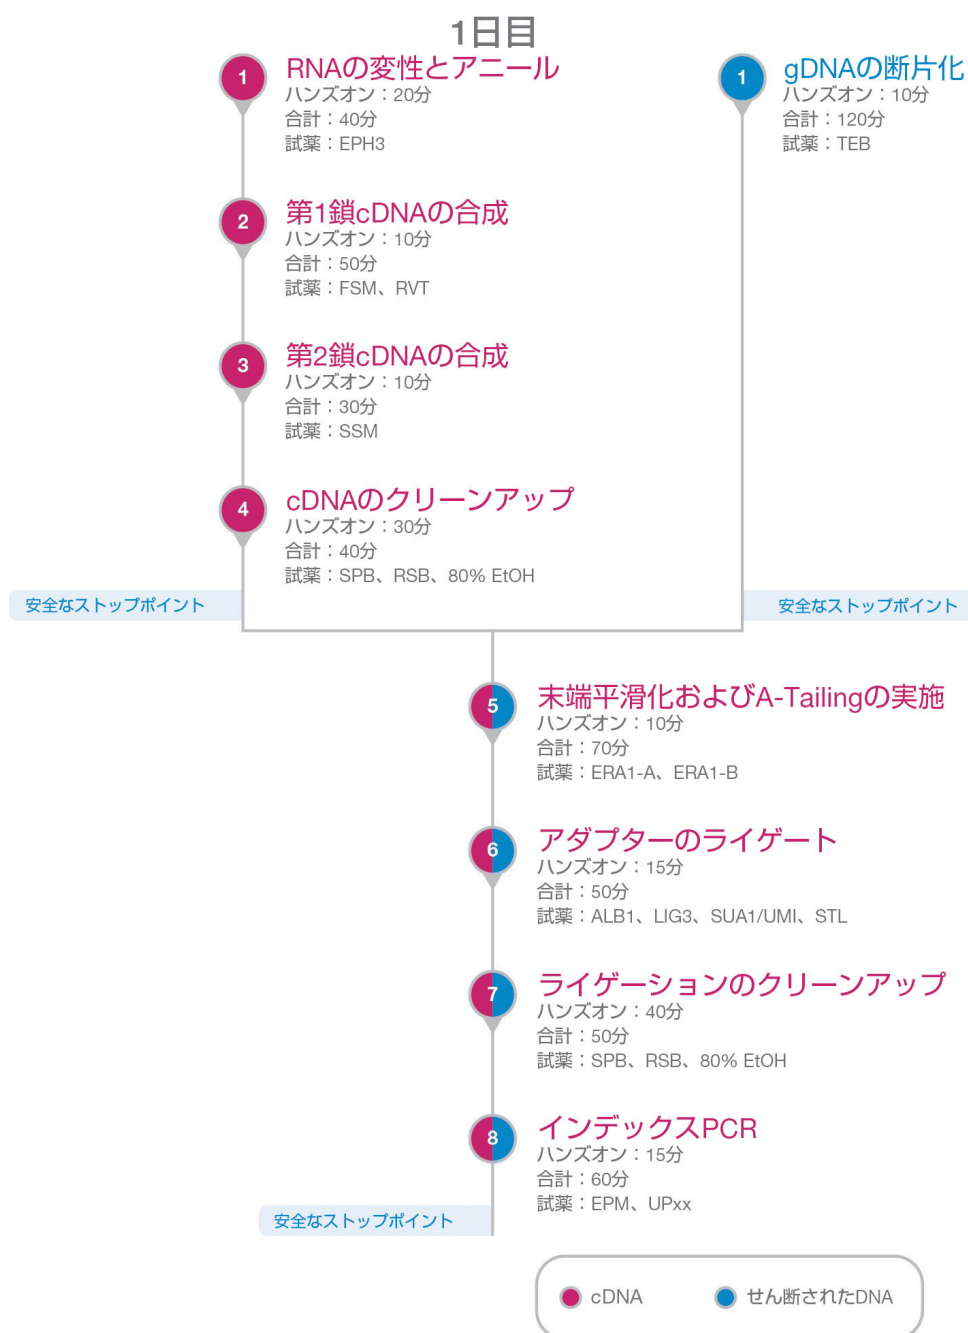 1日目
1
RNAの変性とアニール
ハンズオン：20分
合計：40分
試薬：EPH3
1
gDNAの断片化
ハンズオン：10分
合計：120分
試薬：TEB
2
第1鎖cDNAの合成
ハンズオン：10分
合計：50分
試薬：FSM、RVT
3
第2鎖cDNAの合成
ハンズオン：10分
合計：30分
試薬：SSM
4
cDNAのクリーンアップ
ハンズオン：30分
合計：40分
試薬：SPB、RSB、80% EtOH
安全なストップポイント
安全なストップポイント
5
末端平滑化およびA-Tailingの実施
ハンズオン：10分
合計：70分
試薬：ERA1-A、ERA1-B
6
アダプターのライゲート
ハンズオン：15分
合計：50分
試薬：ALB1、LIG3、SUA1/UMI、STL
7
ライゲーションのクリーンアップ
ハンズオン：40分
合計：50分
試薬：SPB、RSB、80% EtOH
8
インデックスPCR
ハンズオン：15分
合計：60分
試薬：EPM、UPxx
安全なストップポイント
cDNA
せん断されたDNA